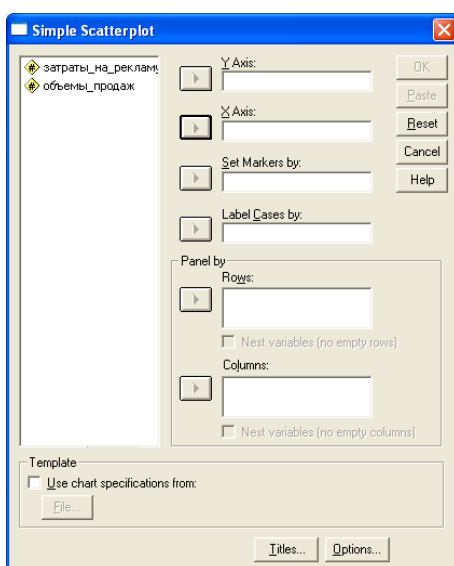 Simple Scatterplot
затраты_на_реклам
объемы_продаж
Y Axis:
X Axis:
Set Markers by:
Label Cases by:
Panel by
Rows:
Nest variables (no empty rows)
Columns:
Nest variables (no empty columns)
OK
Paste
Reset
Cancel
Help
Template
Use chart specifications from:
File...
Titles...
Options...